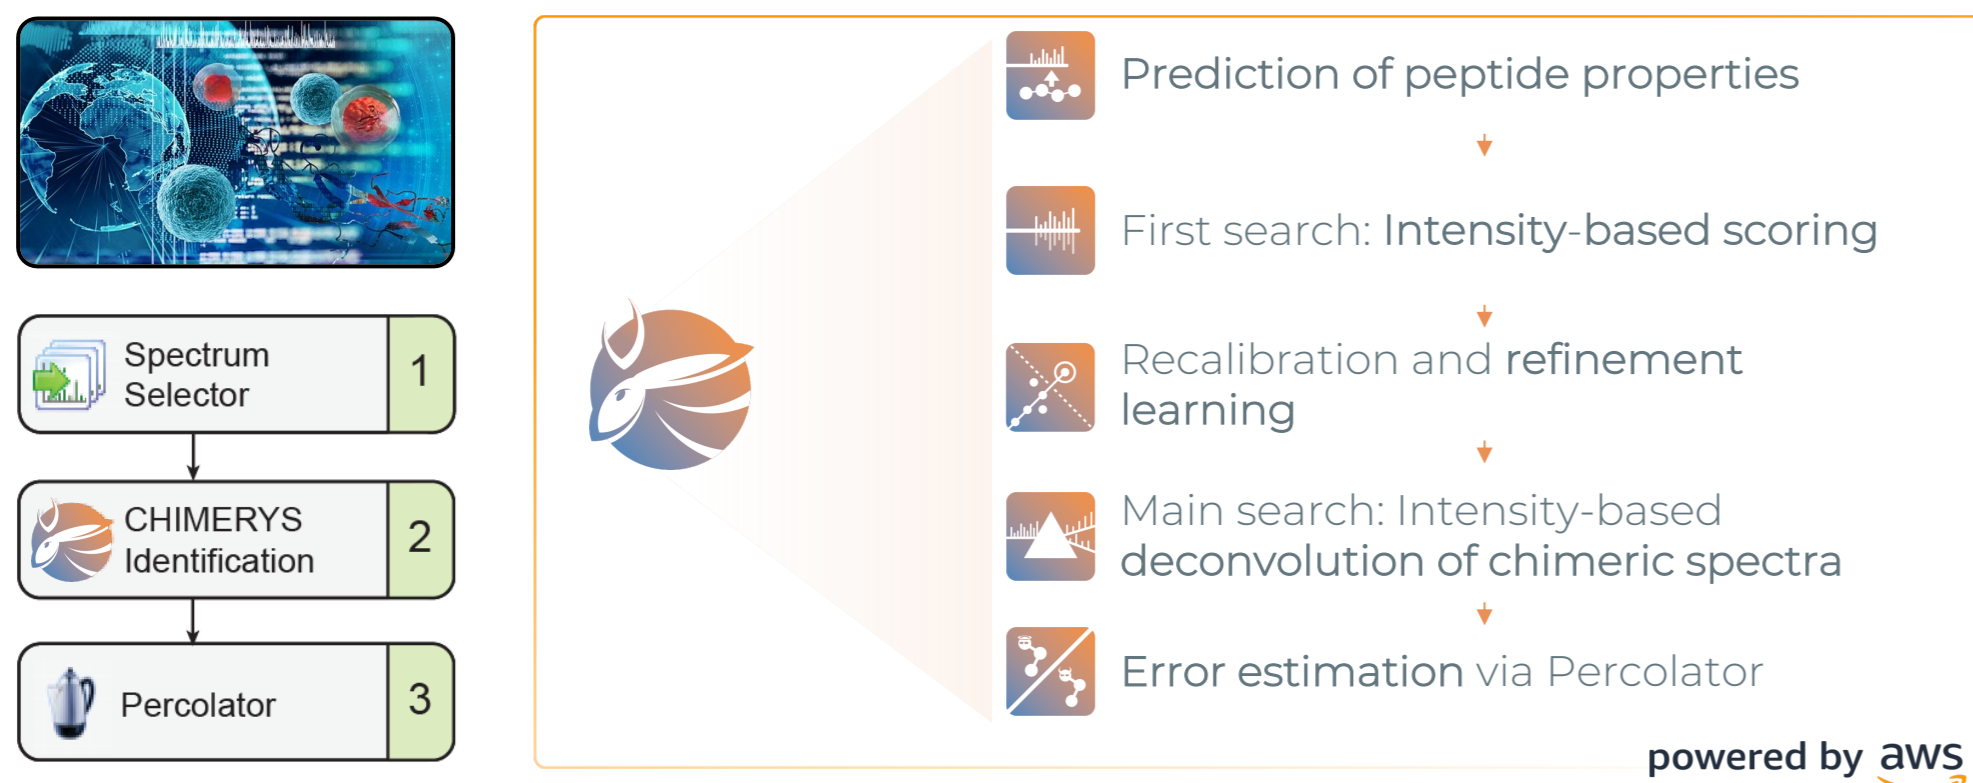 Spectrum
Selector
1
CHIMERYS
Identification
2
Percolator
3
Prediction of peptide properties
First search: Intensity-based scoring
Recalibration and refinement
learning
Main search: Intensity-based
deconvolution of chimeric spectra
Error estimation via Percolator
powered by aws